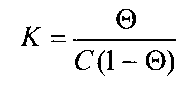 K = Θ / C(1 − Θ)